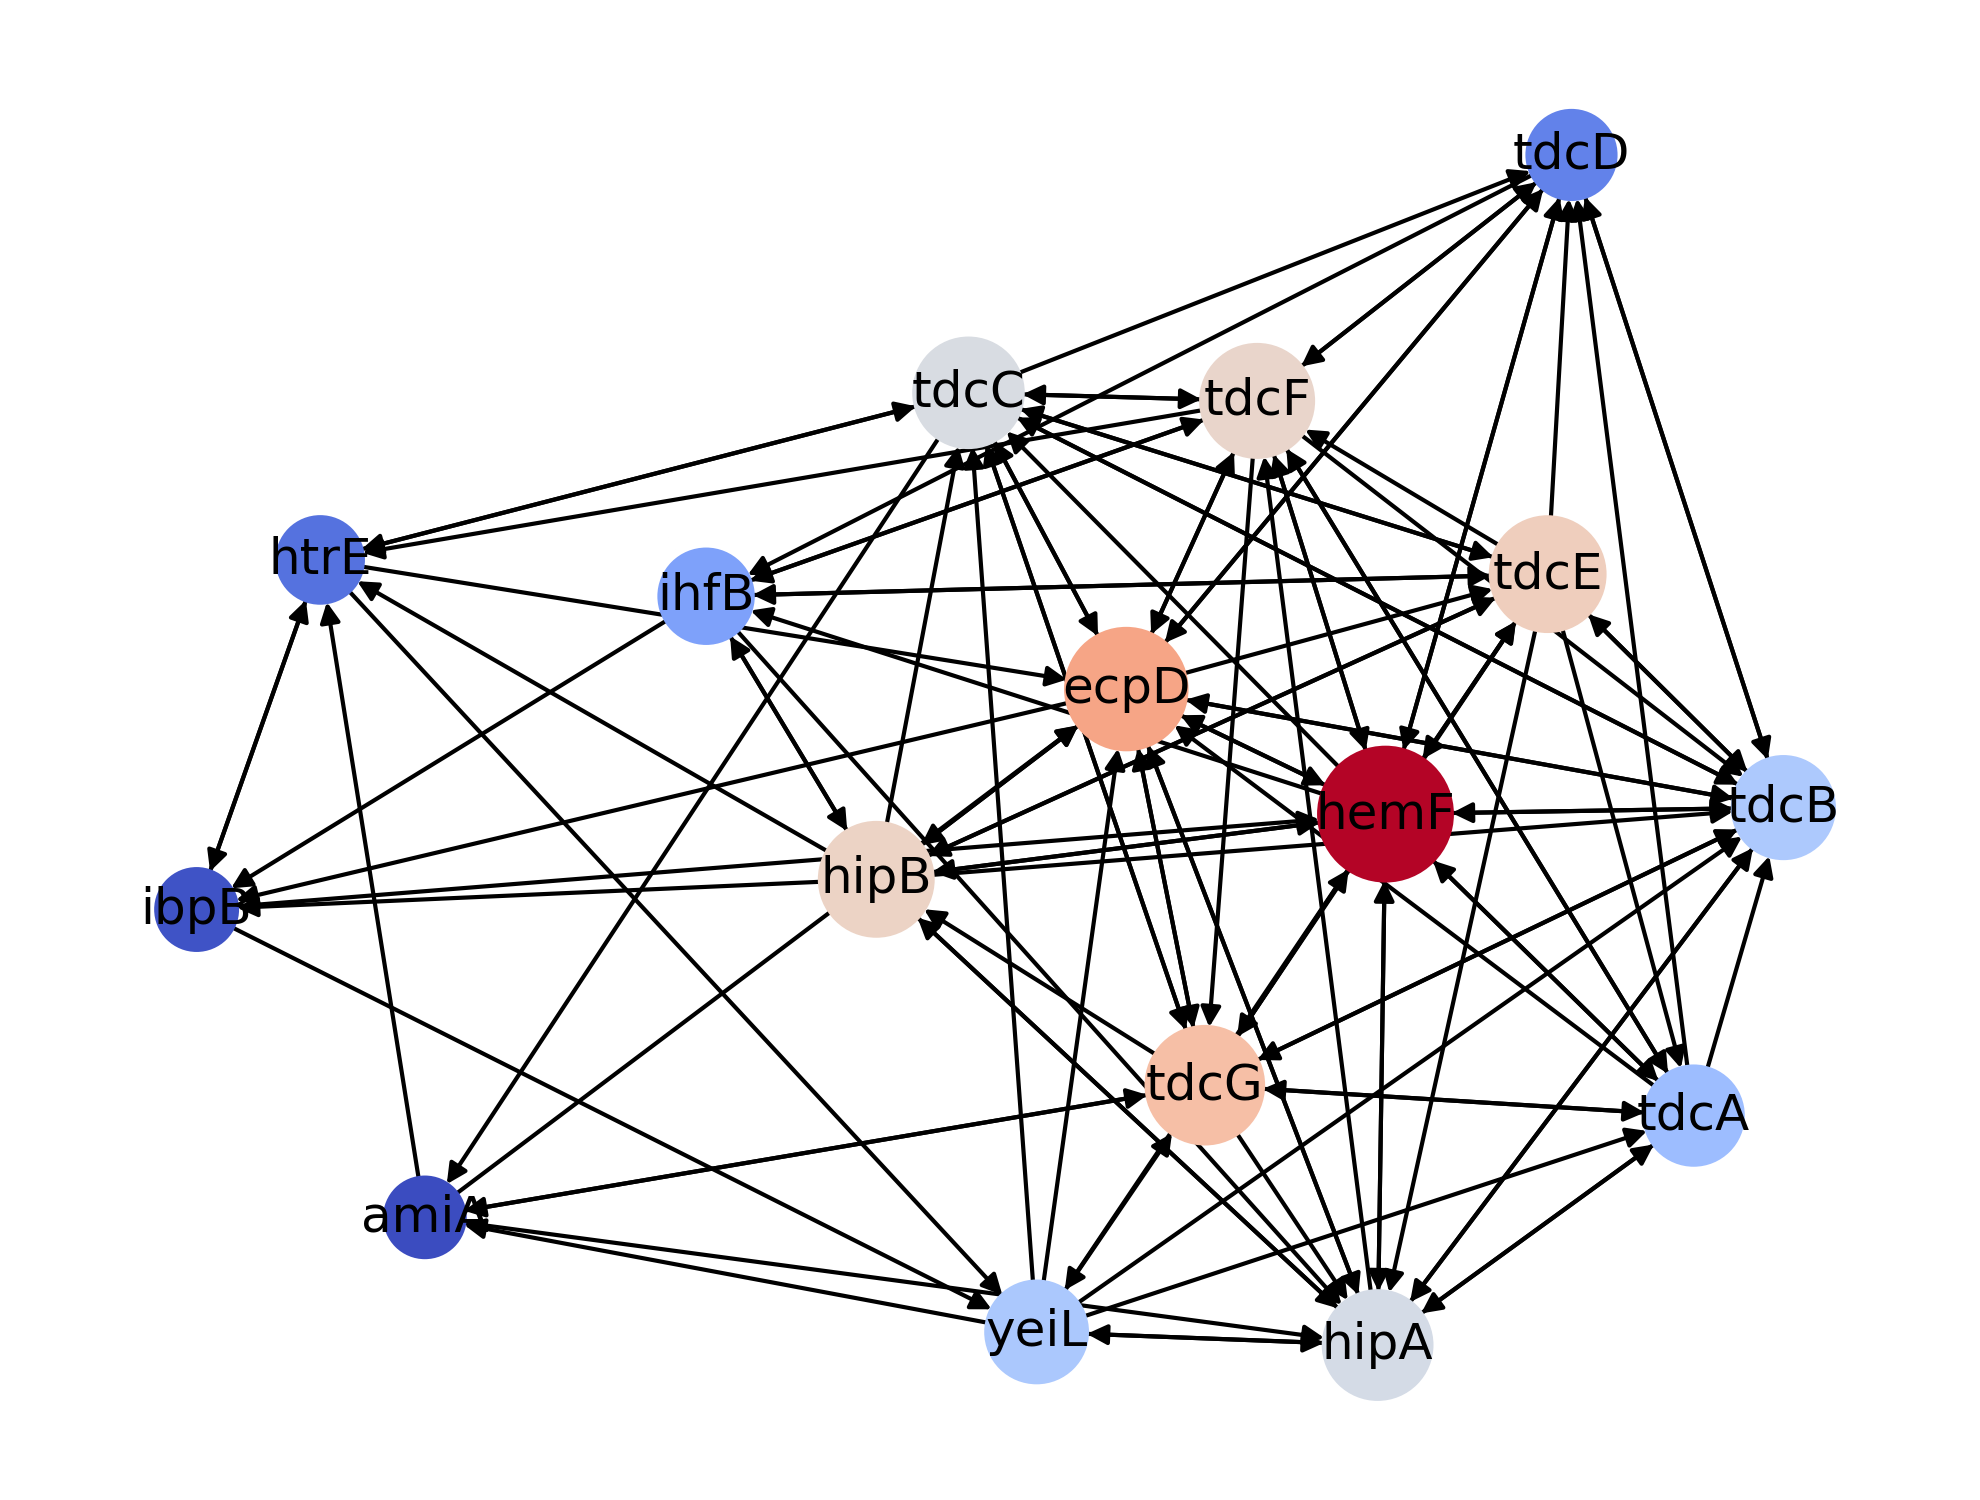 tdcD
tdcC
tdcF
htrE
ihfB
tdcE
ecpD
hemF
tdcB
hipB
ibpB
tdcG
tdcA
amiA
yeiL
hipA